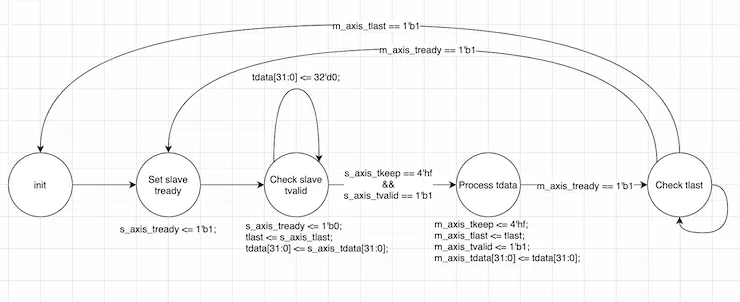 m_axis_tlast == 1'b1
m_axis_tready == 1'b1
tdata[31:0] <= 32'd0;
init
Set slave
tready
Check slave
tvalid
s_axis_tkeep == 4'hf
&&
s_axis_tvalid == 1'b1
Process tdata
m_axis_tready == 1'b1
Check tlast
s_axis_tready <= 1'b1;
s_axis_tready <= 1'b0;
tlast <= s_axis_tlast;
tdata[31:0] <= s_axis_tdata[31:0];
m_axis_tkeep <= 4'hf;
m_axis_tlast <= tlast;
m_axis_tvalid <= 1'b1;
m_axis_tdata[31:0] <= tdata[31:0];